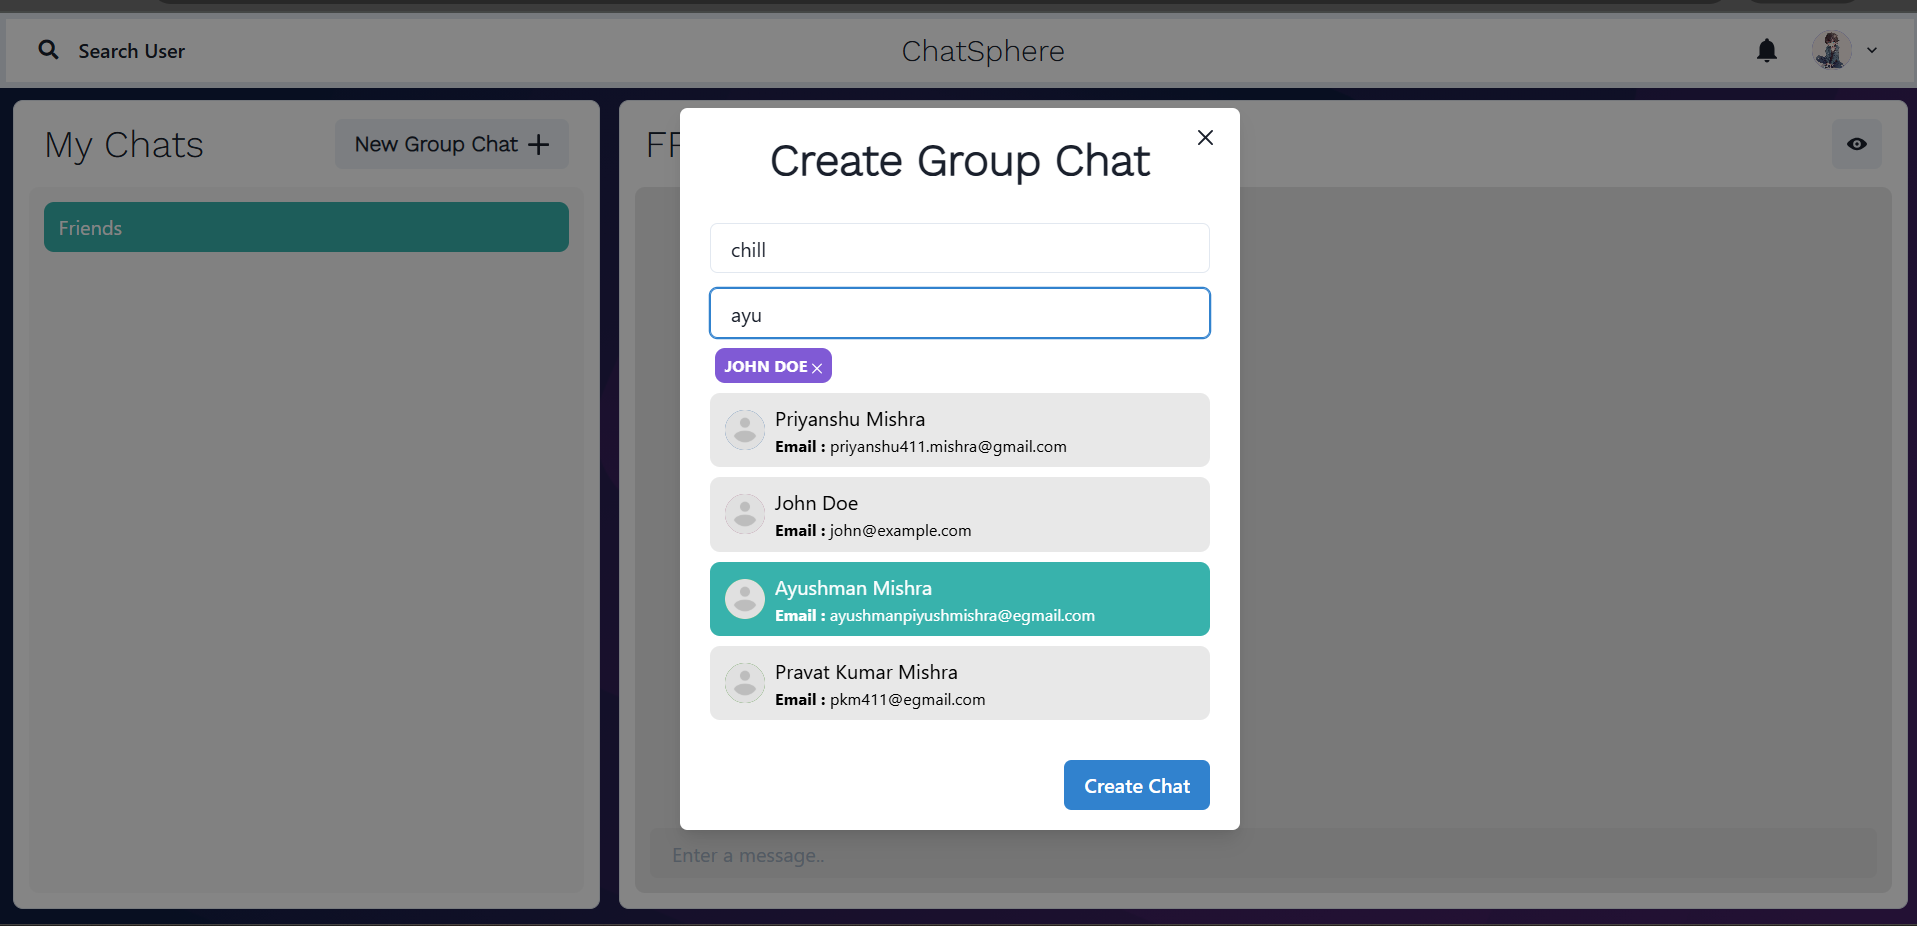 Search User
ChatSphere
My Chats
New Group Chat
Friends
Create Group Chat
chill
ayu
JOHN DOE
Priyanshu Mishra
Email : priyanshu411.mishra@gmail.com
John Doe
Email : john@example.com
Ayushman Mishra
Email : ayushmanpiyushmishra@egmail.com
Pravat Kumar Mishra
Email : pkm411@egmail.com
Create Chat
Enter a message..